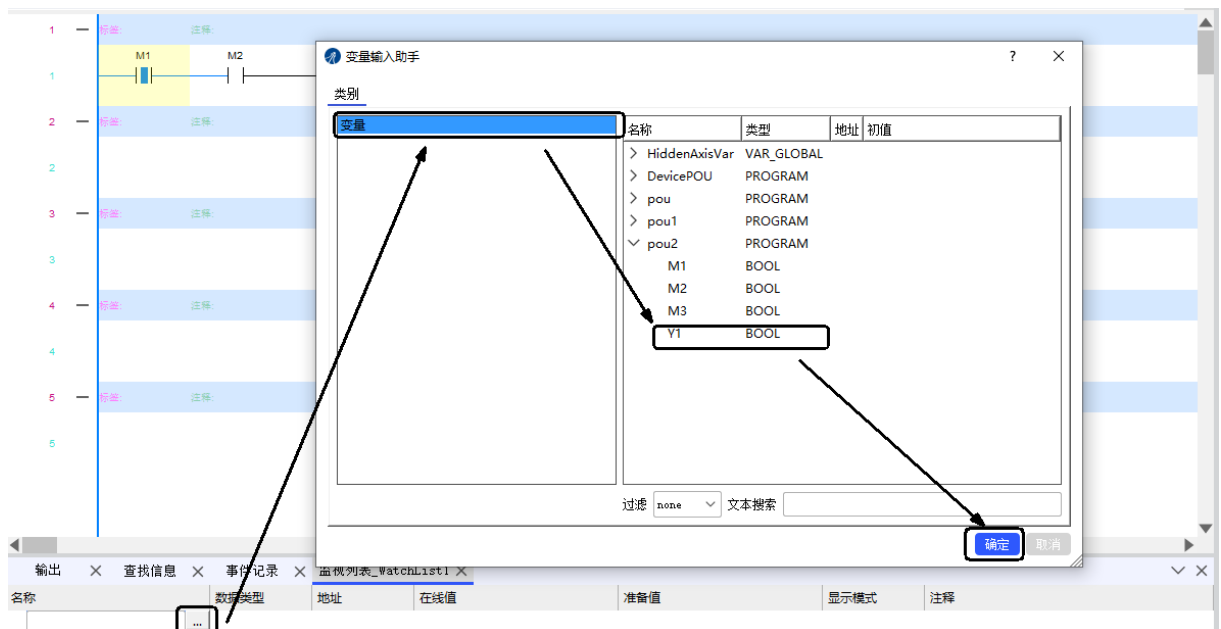 1 — 标签: 注释:
M1 M2
1
2 — 标签: 注释:
2
3 — 标签: 注释:
3
4 — 标签: 注释:
4
5 — 标签: 注释:
5
变量输入助手 ? ×
类别
变量
名称 类型 地址 初值
HiddenAxisVar VAR_GLOBAL
DevicePOU PROGRAM
pou PROGRAM
pou1 PROGRAM
pou2 PROGRAM
M1 BOOL
M2 BOOL
M3 BOOL
Y1 BOOL
过滤 none 文本搜索
确定 取消
输出 × 查找信息 × 事件记录 × 监视列表_WatchList1 ×
名称 数据类型 地址 在线值 准备值 显示模式 注释
...